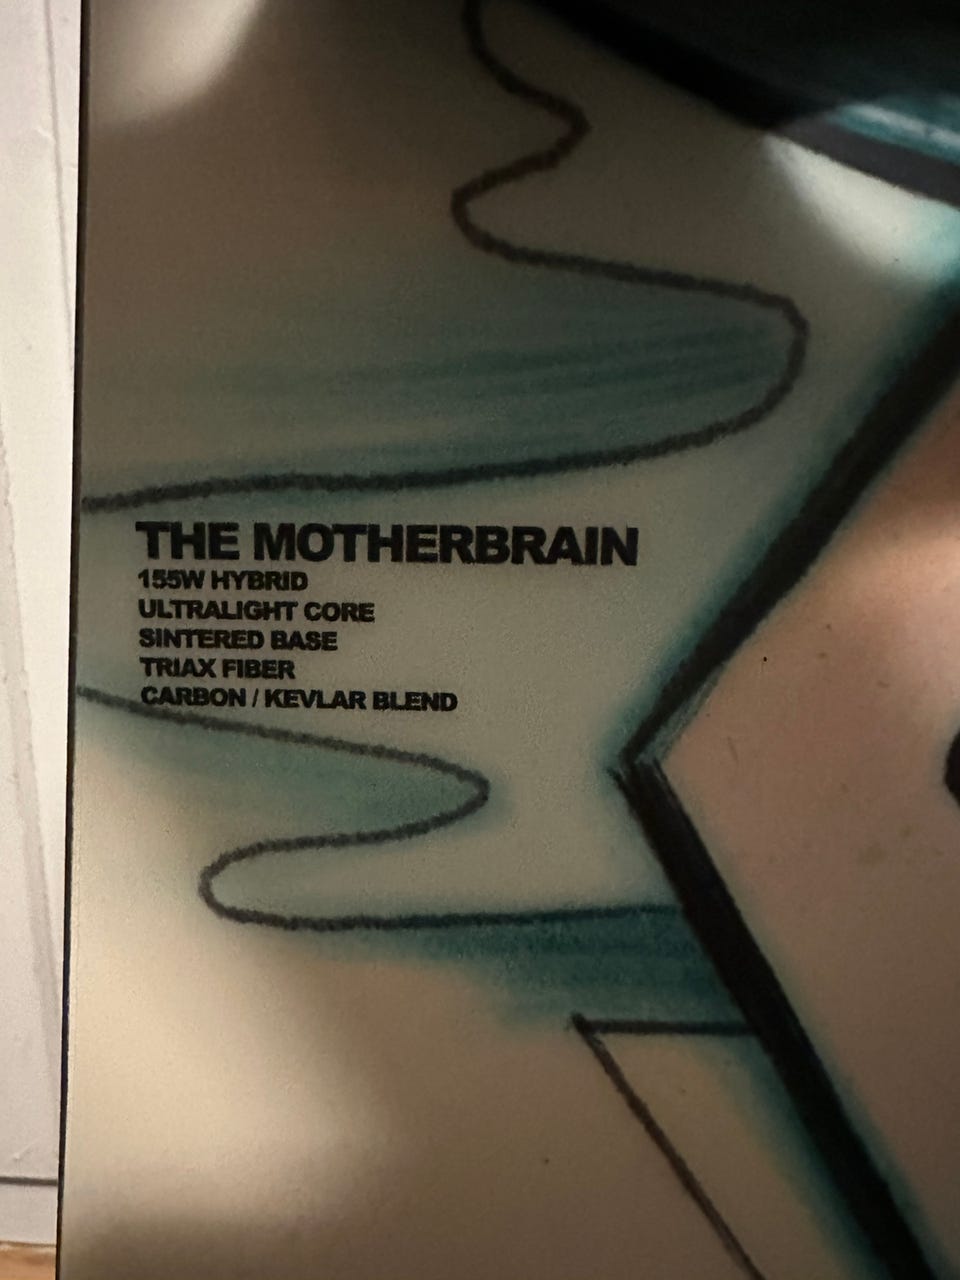 THE MOTHERBRAIN
155W HYBRID
ULTRALIGHT CORE
SINTERED BASE
TRIAX FIBER
CARBON / KEVLAR BLEND